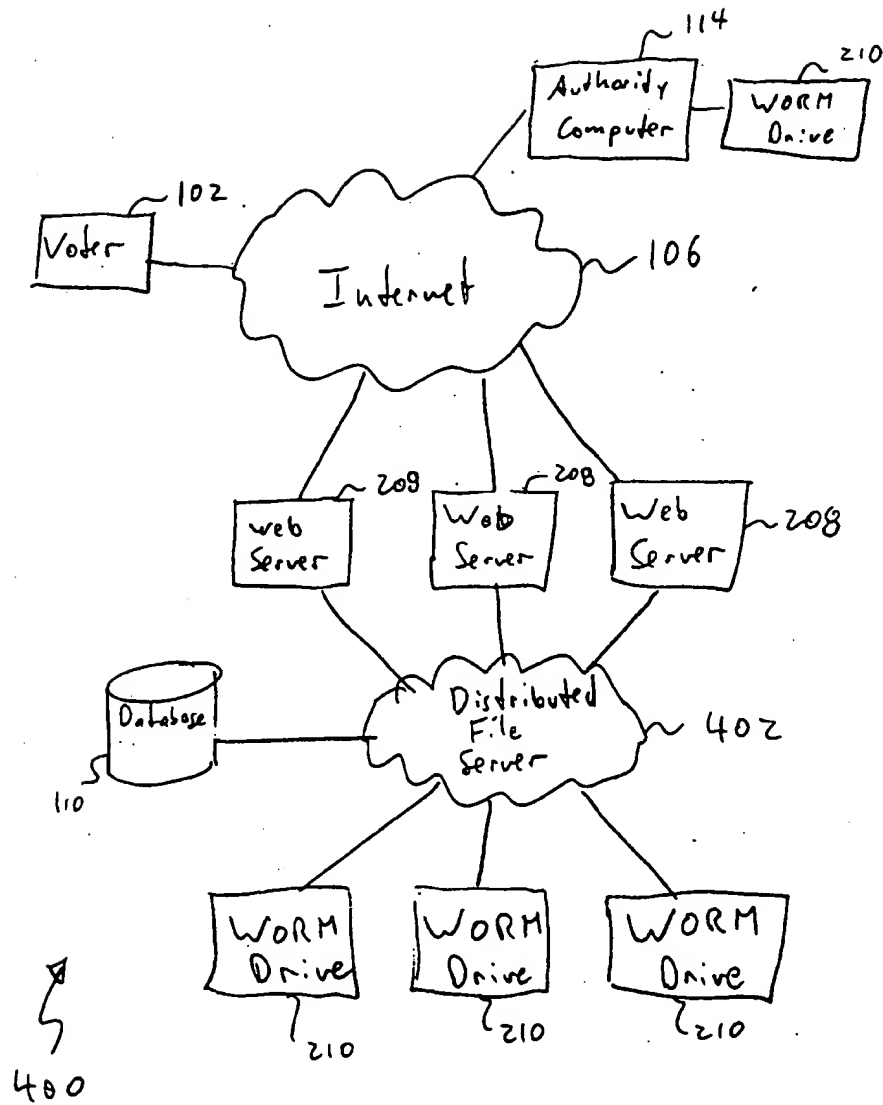 114
210
Authority
Computer
WORM
Drive
102
Voter
106
Internet
208
208
Web
Server
Web
Server
Web
Server
208
Database
110
Distributed
File
Server
402
WORM
Drive
WORM
Drive
WORM
Drive
210
210
210
400